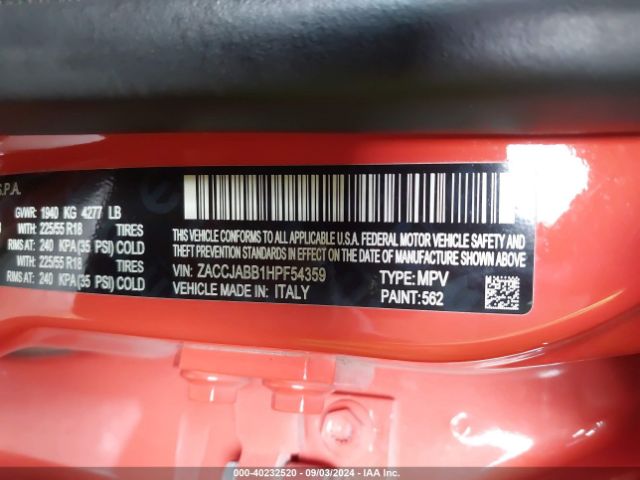 S.P.A.
GVWR: 1940 KG 4277 LB
WITH: 225/55 R18 TIRES
RIMS AT: 240 KPA (35 PSI) COLD
WITH: 225/55 R18 TIRES
RIMS AT: 240 KPA (35 PSI) COLD
THIS VEHICLE CONFORMS TO ALL APPLICABLE U.S.A. FEDERAL MOTOR VEHICLE SAFETY AND
THEFT PREVENTION STANDARDS IN EFFECT ON THE DATE OF MANUFACTURE SHOWN ABOVE.
VIN: ZACCJABB1HPF54359 TYPE: MPV
VEHICLE MADE IN: ITALY PAINT: 562
000-40232520 - 09/03/2024 - IAA Inc.